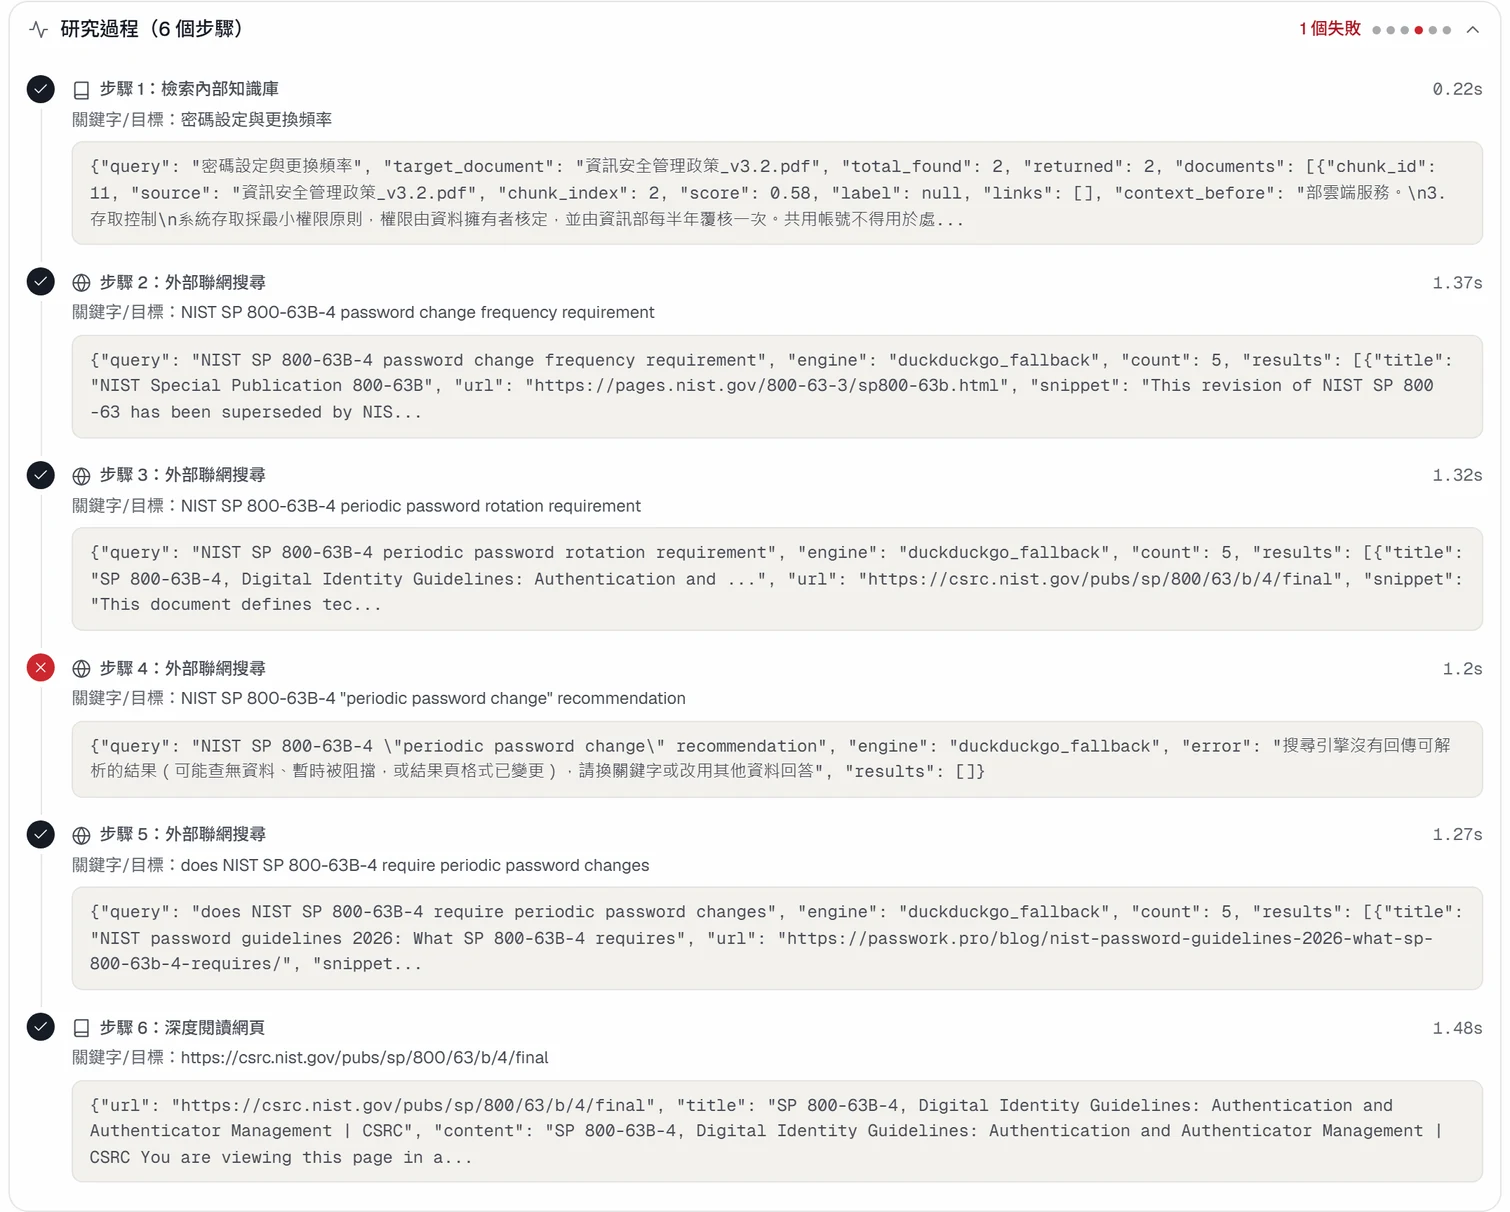 研究過程（6 個步驟）
1 個失敗
步驟 1：檢索內部知識庫
0.22s
關鍵字/目標：密碼設定與更換頻率
{"query": "密碼設定與更換頻率", "target_document": "資訊安全管理政策_v3.2.pdf", "total_found": 2, "returned": 2, "documents": [{"chunk_id":
11, "source": "資訊安全管理政策_v3.2.pdf", "chunk_index": 2, "score": 0.58, "label": null, "links": [], "context_before": "部雲端服務。\n3.
存取控制\n系統存取採最小權限原則，權限由資料擁有者核定，並由資訊部每半年覆核一次。共用帳號不得用於處...
步驟 2：外部聯網搜尋
1.37s
關鍵字/目標：NIST SP 800-63B-4 password change frequency requirement
{"query": "NIST SP 800-63B-4 password change frequency requirement", "engine": "duckduckgo_fallback", "count": 5, "results": [{"title":
"NIST Special Publication 800-63B", "url": "https://pages.nist.gov/800-63-3/sp800-63b.html", "snippet": "This revision of NIST SP 800
-63 has been superseded by NIS...
步驟 3：外部聯網搜尋
1.32s
關鍵字/目標：NIST SP 800-63B-4 periodic password rotation requirement
{"query": "NIST SP 800-63B-4 periodic password rotation requirement", "engine": "duckduckgo_fallback", "count": 5, "results": [{"title":
"SP 800-63B-4, Digital Identity Guidelines: Authentication and ...", "url": "https://csrc.nist.gov/pubs/sp/800/63/b/4/final", "snippet":
"This document defines tec...
步驟 4：外部聯網搜尋
1.2s
關鍵字/目標：NIST SP 800-63B-4 "periodic password change" recommendation
{"query": "NIST SP 800-63B-4 \"periodic password change\" recommendation", "engine": "duckduckgo_fallback", "error": "搜尋引擎沒有回傳可解
析的結果（可能查無資料、暫時被阻擋，或結果頁格式已變更），請換關鍵字或改用其他資料回答", "results": []}
步驟 5：外部聯網搜尋
1.27s
關鍵字/目標：does NIST SP 800-63B-4 require periodic password changes
{"query": "does NIST SP 800-63B-4 require periodic password changes", "engine": "duckduckgo_fallback", "count": 5, "results": [{"title":
"NIST password guidelines 2026: What SP 800-63B-4 requires", "url": "https://passwork.pro/blog/nist-password-guidelines-2026-what-sp-
800-63b-4-requires/", "snippet...
步驟 6：深度閱讀網頁
1.48s
關鍵字/目標：https://csrc.nist.gov/pubs/sp/800/63/b/4/final
{"url": "https://csrc.nist.gov/pubs/sp/800/63/b/4/final", "title": "SP 800-63B-4, Digital Identity Guidelines: Authentication and
Authenticator Management | CSRC", "content": "SP 800-63B-4, Digital Identity Guidelines: Authentication and Authenticator Management |
CSRC You are viewing this page in a...